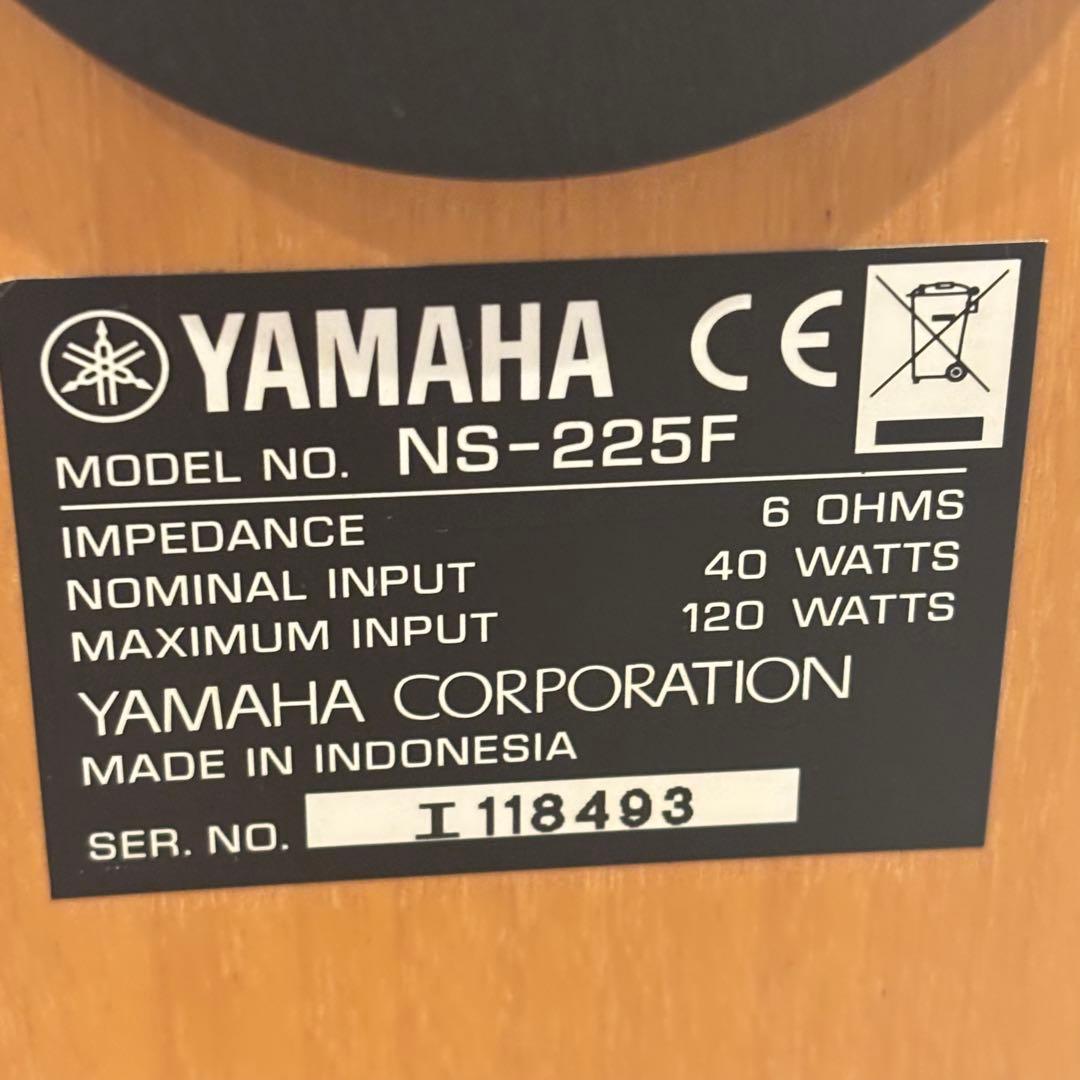 YAMAHA CE
MODEL NO. NS-225F
IMPEDANCE 6 OHMS
NOMINAL INPUT 40 WATTS
MAXIMUM INPUT 120 WATTS
YAMAHA CORPORATION
MADE IN INDONESIA
SER. NO. I 118493